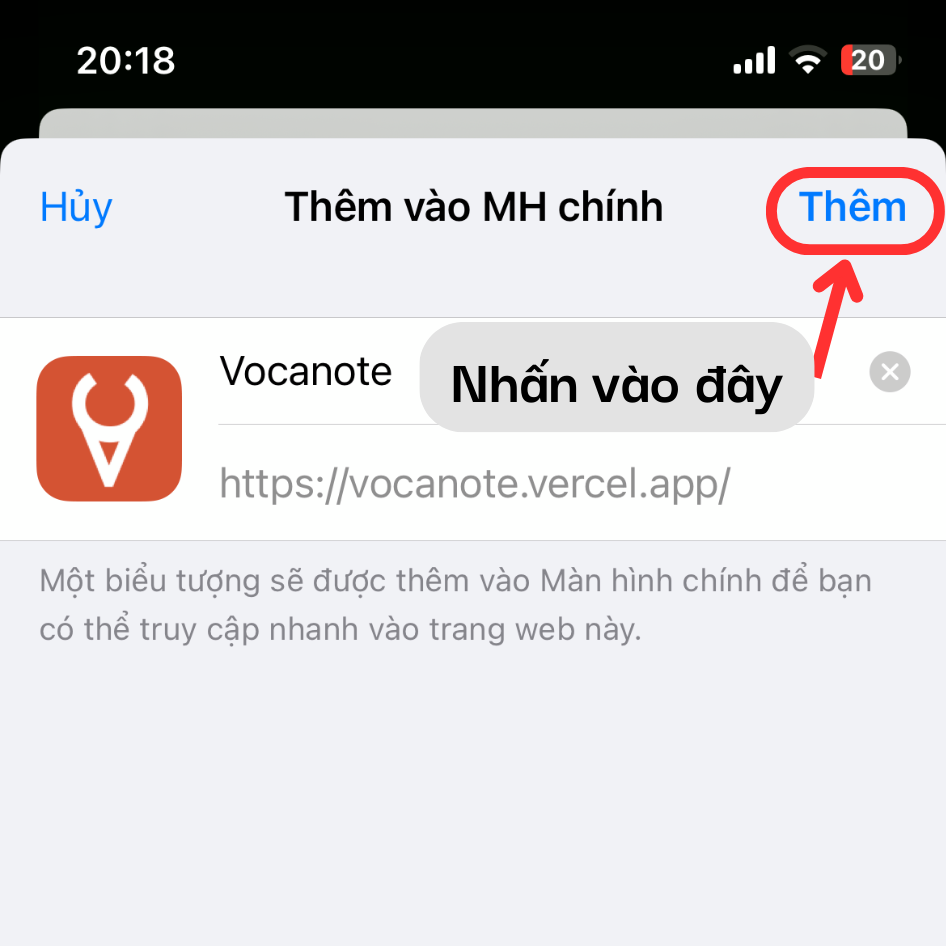 20:18
20
Hủy
Thêm vào MH chính
Thêm
Vocanote
Nhấn vào đây
https://vocanote.vercel.app/
Một biểu tượng sẽ được thêm vào Màn hình chính để bạn
có thể truy cập nhanh vào trang web này.